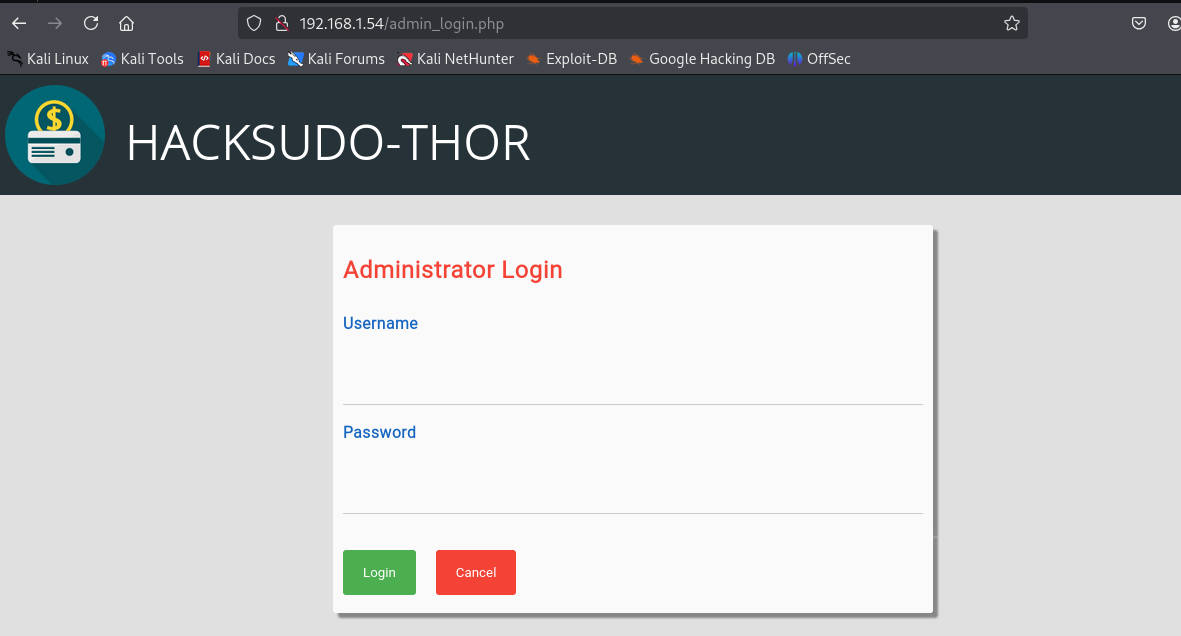 192.168.1.54/admin_login.php
Kali Linux Kali Tools Kali Docs Kali Forums Kali NetHunter Exploit-DB Google Hacking DB OffSec
$ HACKSUDO-THOR
Administrator Login
Username
Password
Login Cancel